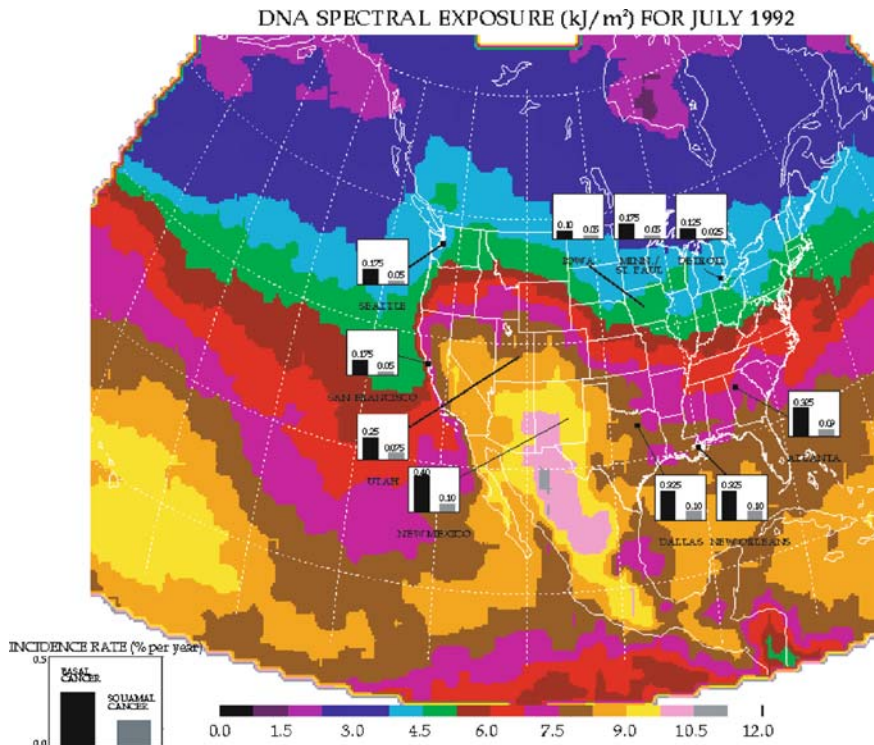 DNA SPECTRAL EXPOSURE (kJ/m²) FOR JULY 1992
0.10 0.05
IOWA
0.175 0.05
MINN./
ST. PAUL
0.125 0.025
DETROIT
0.175 0.05
SEATTLE
0.175 0.05
SAN FRANCISCO
0.25 0.075
UTAH
0.40 0.10
NEW MEXICO
0.325 0.09
ATLANTA
0.325 0.10
DALLAS
0.325 0.10
NEW ORLEANS
INCIDENCE RATE (% per year)
0.5
BASAL
CANCER
SQUAMAL
CANCER
0.0
0.0 1.5 3.0 4.5 6.0 7.5 9.0 10.5 12.0